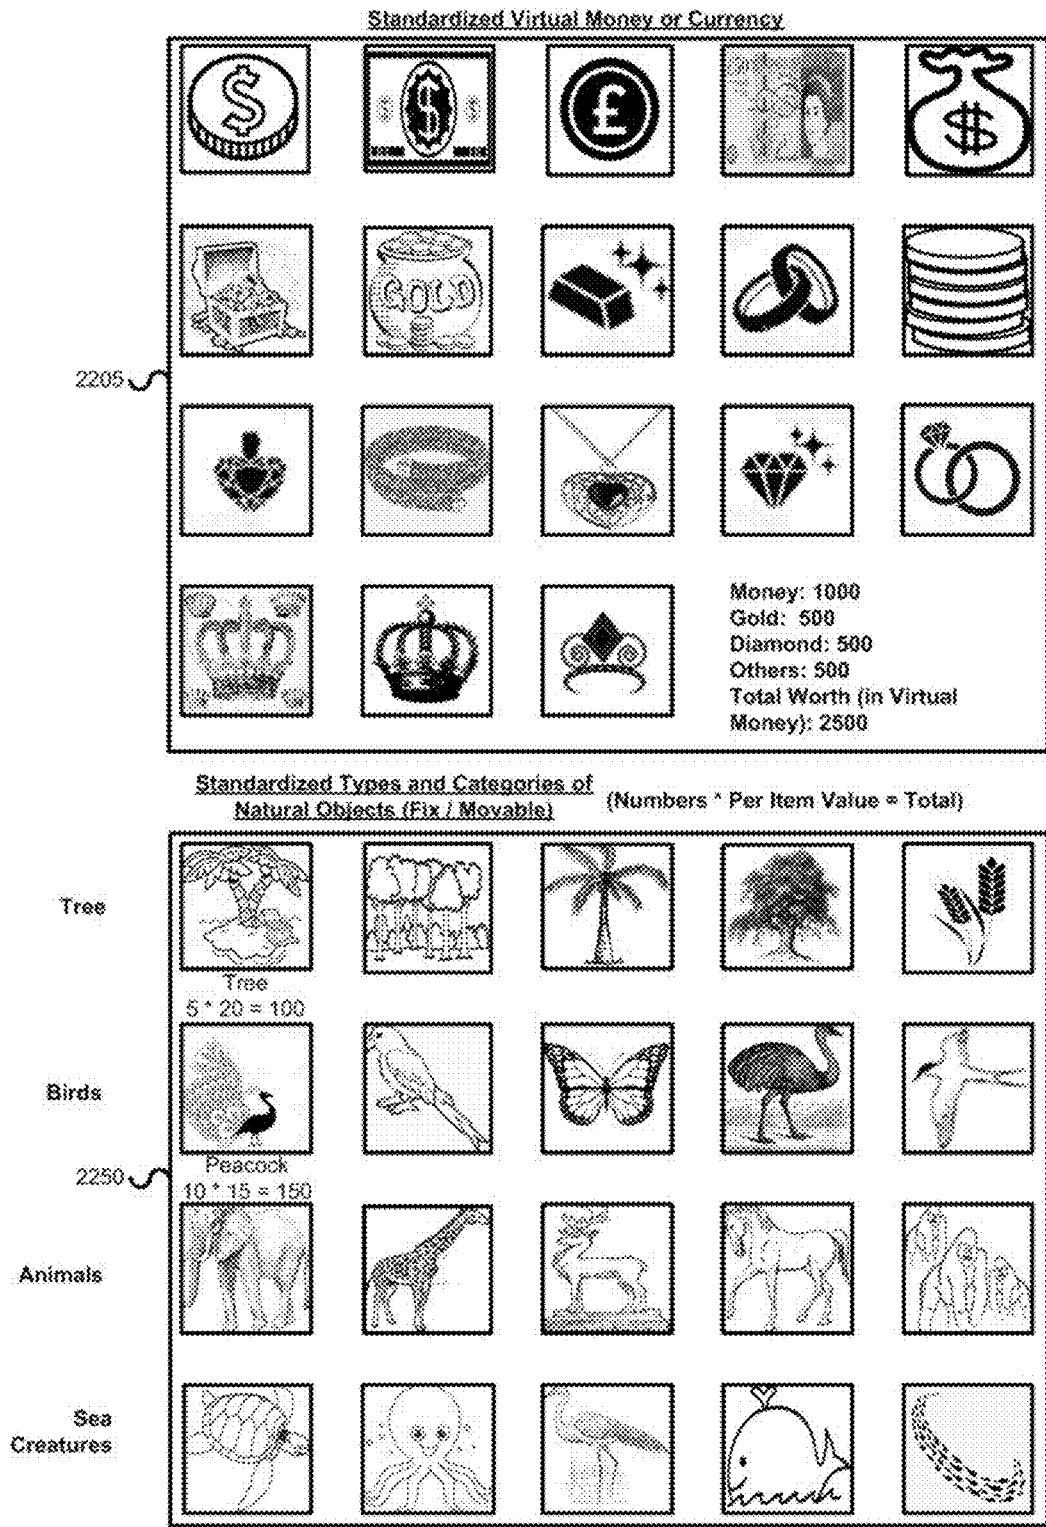 Standardized Virtual Money or Currency
$
$ $ $
£
$
GOLD
2205
Money: 1000
Gold: 500
Diamond: 500
Others: 500
Total Worth (in Virtual
Money): 2500
Standardized Types and Categories of
Natural Objects (Fix / Movable)
(Numbers * Per Item Value = Total)
Tree
Tree
5 * 20 = 100
Birds
Peacock
10 * 15 = 150
2250
Animals
Sea
Creatures